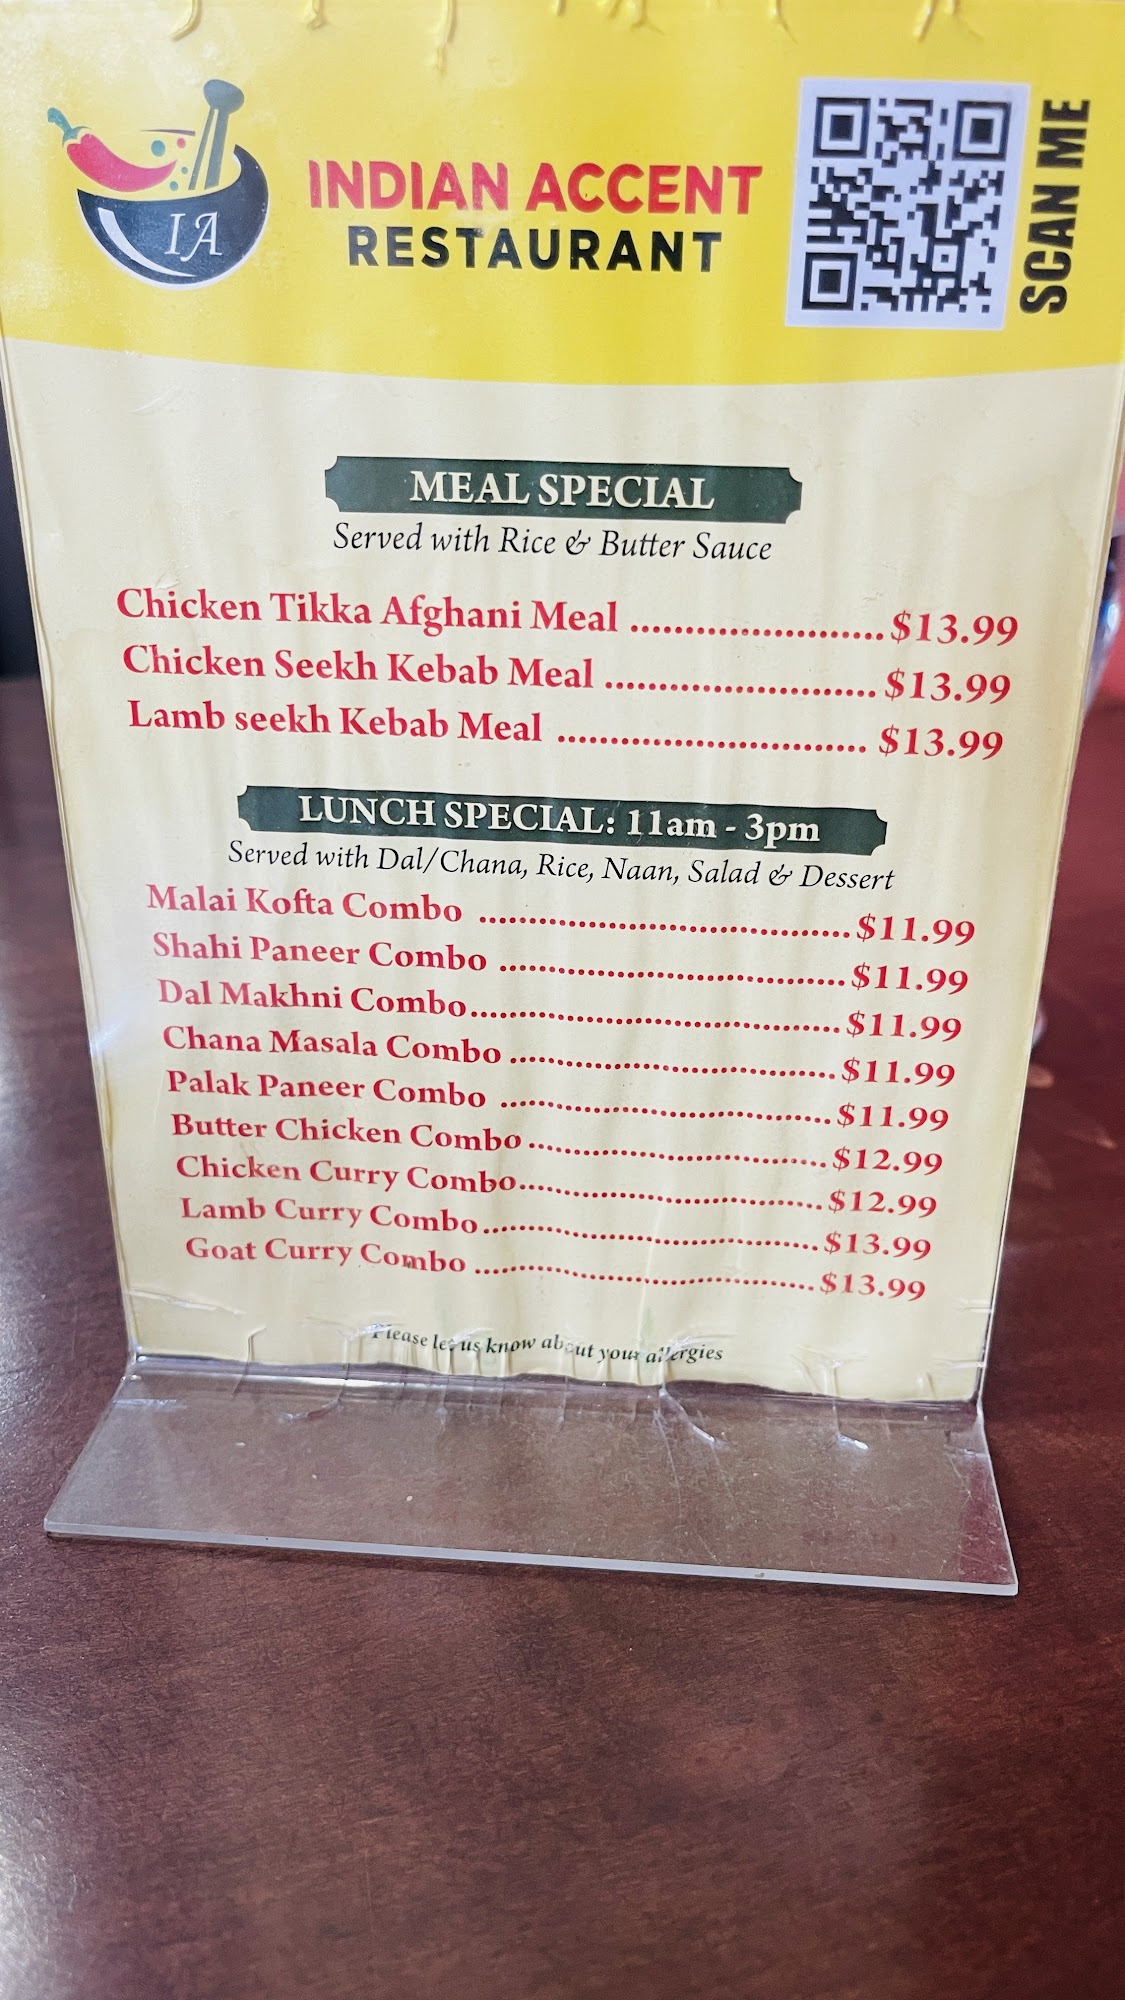 IA
INDIAN ACCENT
RESTAURANT
SCAN ME
MEAL SPECIAL
Served with Rice & Butter Sauce
Chicken Tikka Afghani Meal ........................ $13.99
Chicken Seekh Kebab Meal ......................... $13.99
Lamb seekh Kebab Meal ............................. $13.99
LUNCH SPECIAL: 11am - 3pm
Served with Dal/Chana, Rice, Naan, Salad & Dessert
Malai Kofta Combo ..................................... $11.99
Shahi Paneer Combo ................................... $11.99
Dal Makhni Combo...................................... $11.99
Chana Masala Combo ................................. $11.99
Palak Paneer Combo ................................... $11.99
Butter Chicken Combo ................................ $12.99
Chicken Curry Combo................................. $12.99
Lamb Curry Combo..................................... $13.99
Goat Curry Combo ...................................... $13.99
Please let us know about your allergies